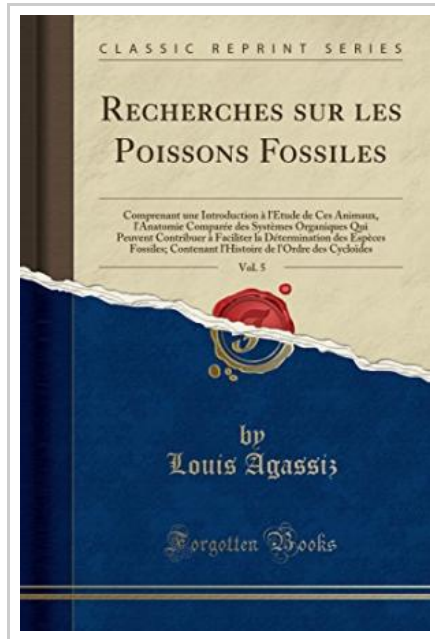 CLASSIC REPRINT SERIES
RECHERCHES SUR LES
POISSONS FOSSILES
Comprenant une Introduction à l'Etude de Ces Animaux,
l'Anatomie Comparée des Systèmes Organiques Qui
Peuvent Contribuer à Faciliter la Détermination des Espèces
Fossiles; Contenant l'Histoire de l'Ordre des Cycloïdes
Vol. 5
F
by
Louis Agassiz
Forgotten Books